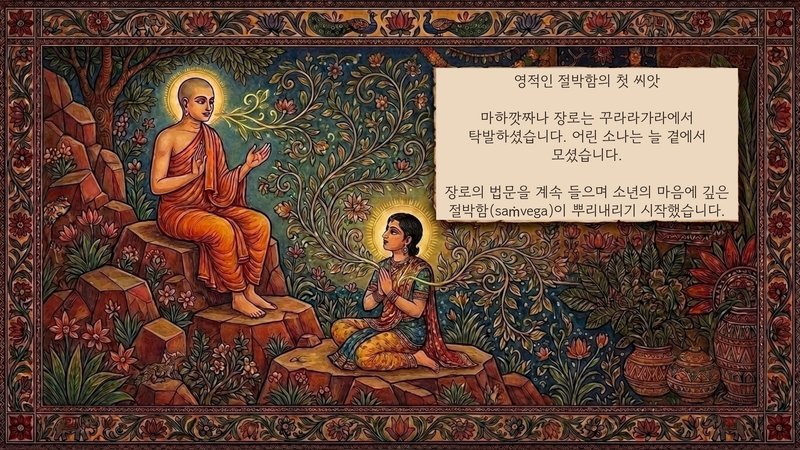 영적인 절박함의 첫 씨앗
마하깟짜나 장로는 꾸라라가라에서
탁발하셨습니다. 어린 소나는 늘 곁에서
모셨습니다.
장로의 법문을 계속 들으며 소년의 마음에 깊은
절박함(saṁvega)이 뿌리내리기 시작했습니다.